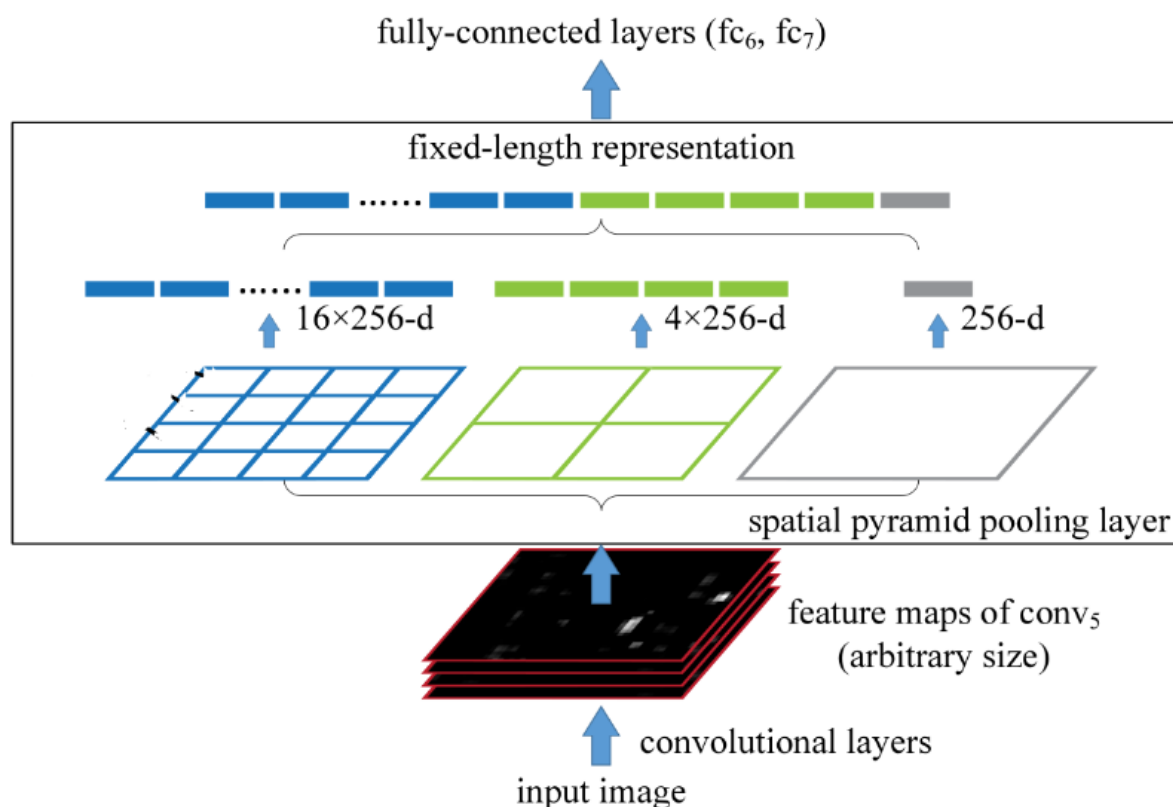 fully-connected layers (fc₆, fc₇)
fixed-length representation
......
......
16×256-d
4×256-d
256-d
spatial pyramid pooling layer
feature maps of conv₅
(arbitrary size)
convolutional layers
input image